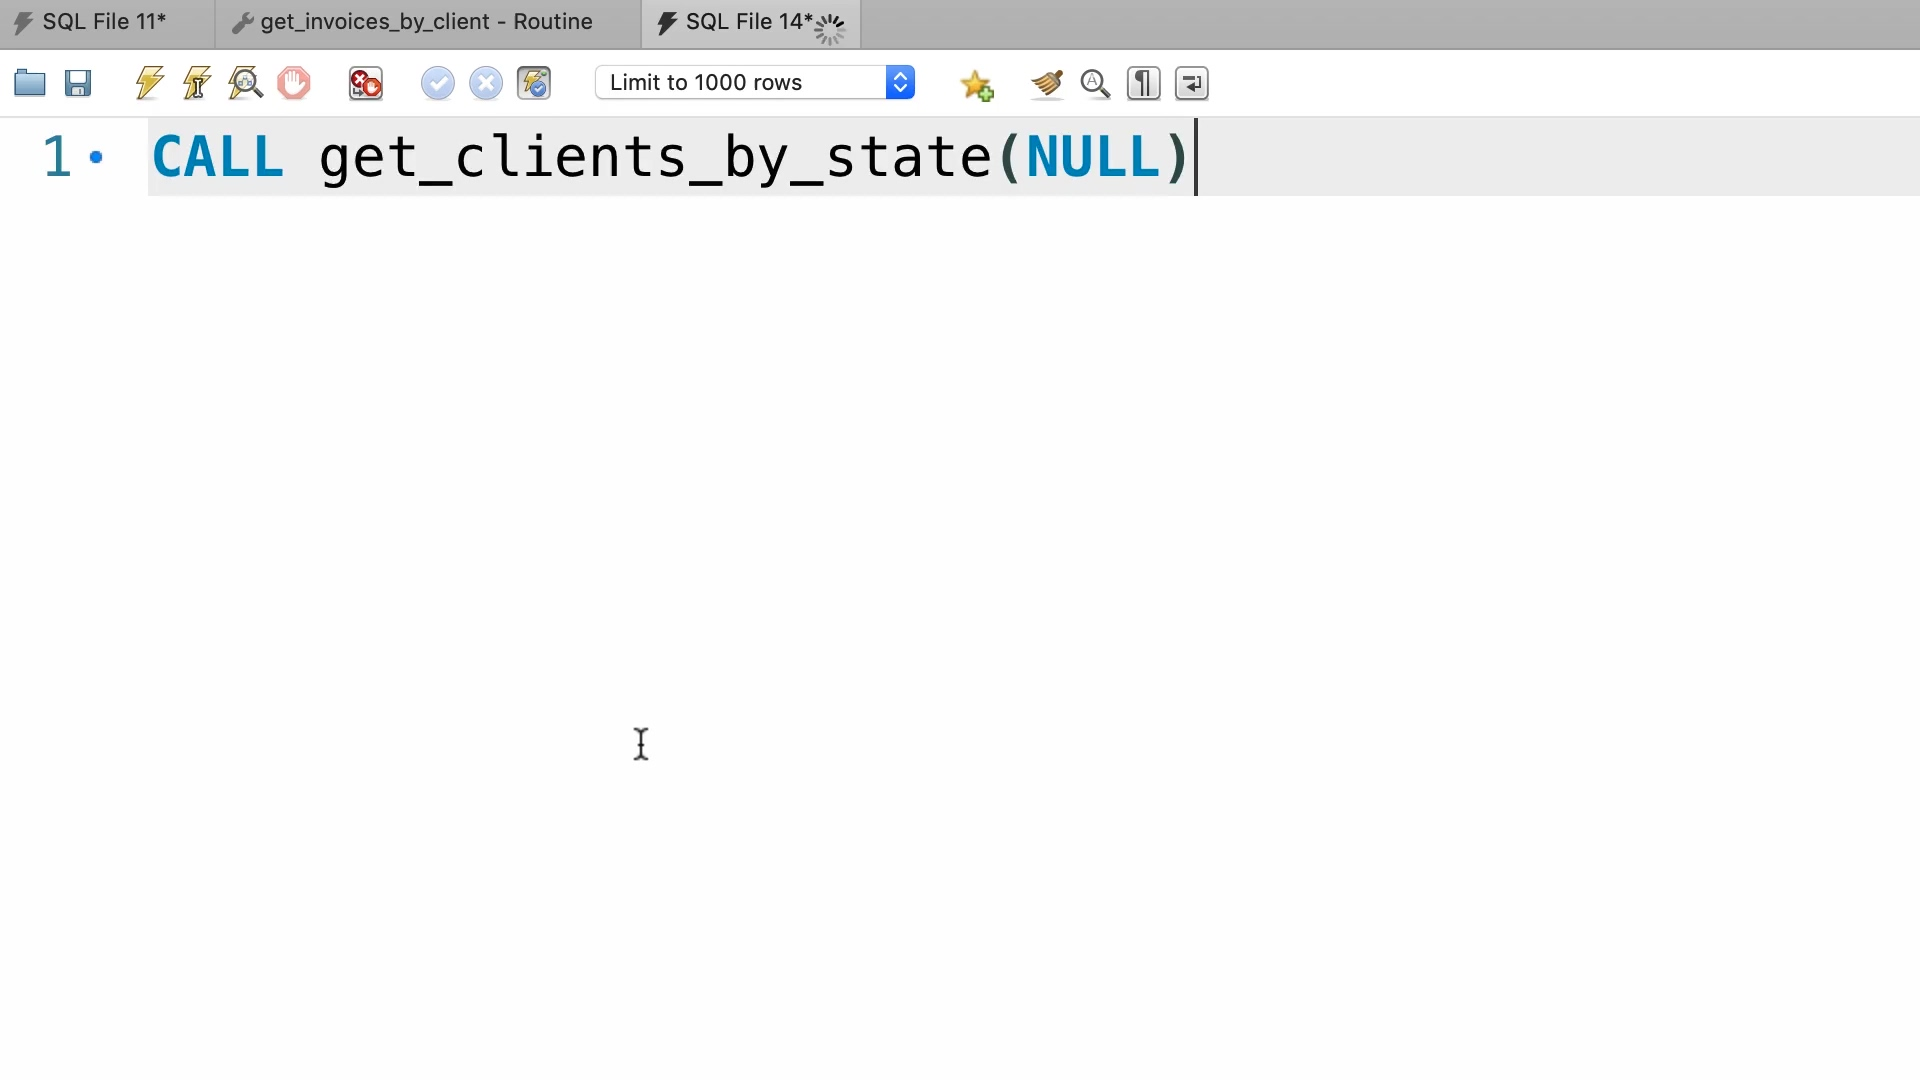 SQL File 11* get_invoices_by_client - Routine SQL File 14*
Limit to 1000 rows
1 CALL get_clients_by_state(NULL)